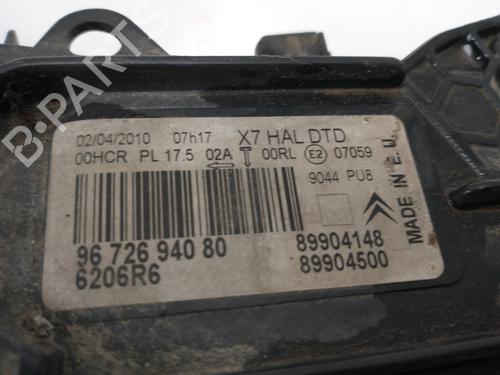 02/04/2010 07h17 X7 HAL DTD
00HCR PL 17.5 02A 00RL E2 07059
9044 PU8
MADE IN E.U.
96 726 940 80
89904148
6206R6
89904500
B-PARTS